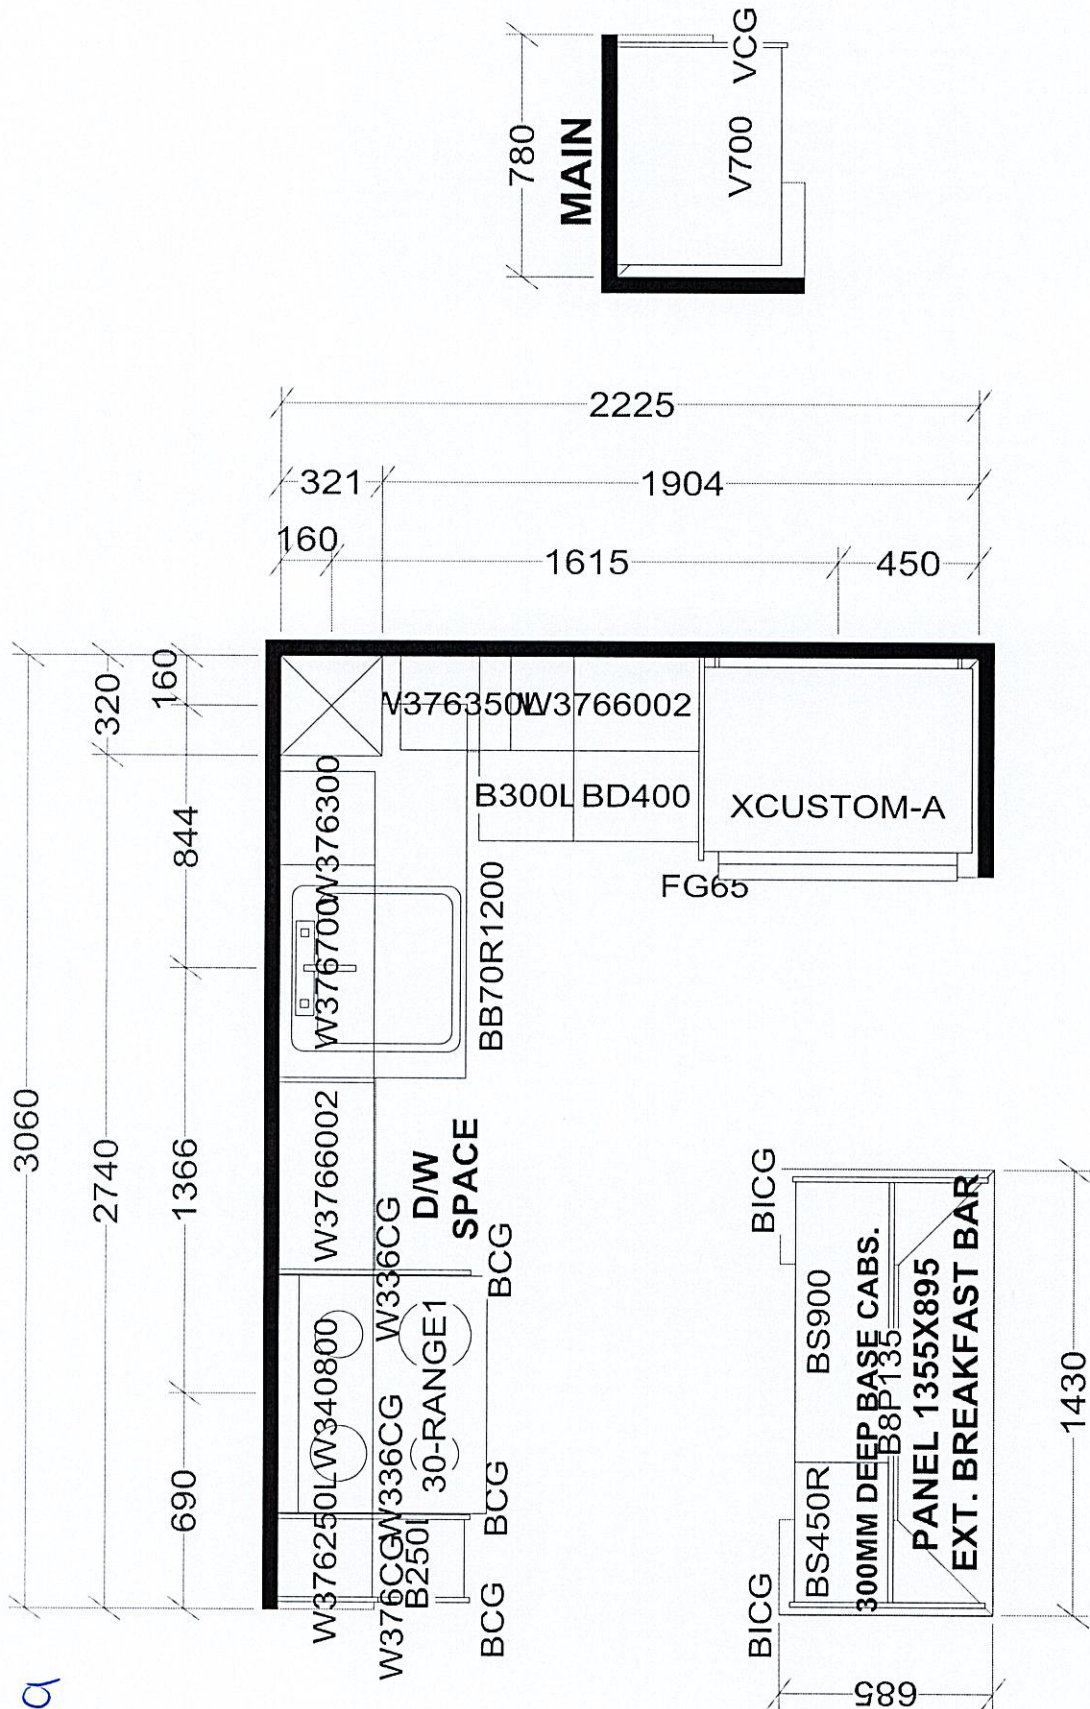 780
VCG
V700
MAIN
2225
321
1904
160
1615
450
3060
320
160
2740
844
1366
690
W376350L
W3766002
B300L
BD400
XCUSTOM-A
FG65
W376300
W376700
BB70R1200
W3766002
D/W
SPACE
W336CG
BCG
W376250L
W340800
30-RANGE1
W336CG
BCG
W376CG
B250L
BCG
BICG
BS900
BS450R
300MM DEEP BASE CABS.
B8P135
PANEL 1355X895
EXT. BREAKFAST BAR
BICG
1430
685